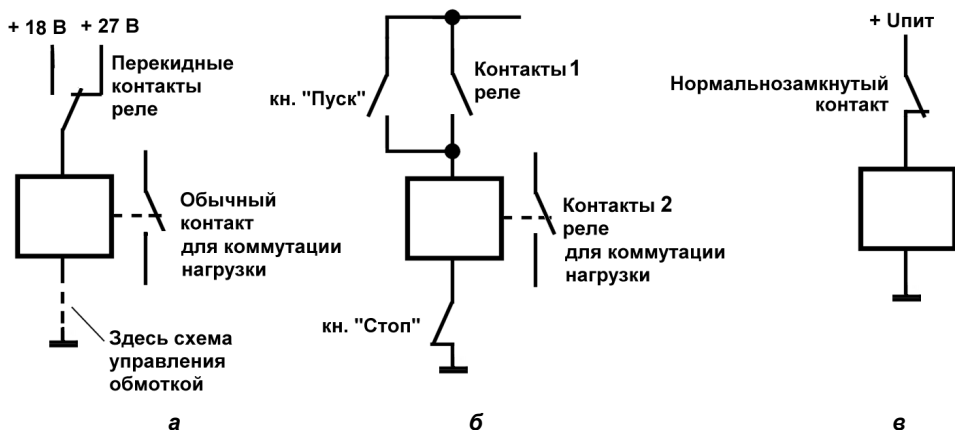 + 18 В + 27 В
Перекидные
контакты
реле
Обычный
контакт
для коммутации
нагрузки
Здесь схема
управления
обмоткой
а
кн. "Пуск"
Контакты 1
реле
Контакты 2
реле
для коммутации
нагрузки
кн. "Стоп"
б
+ Uпит
Нормальнозамкнутый
контакт
в